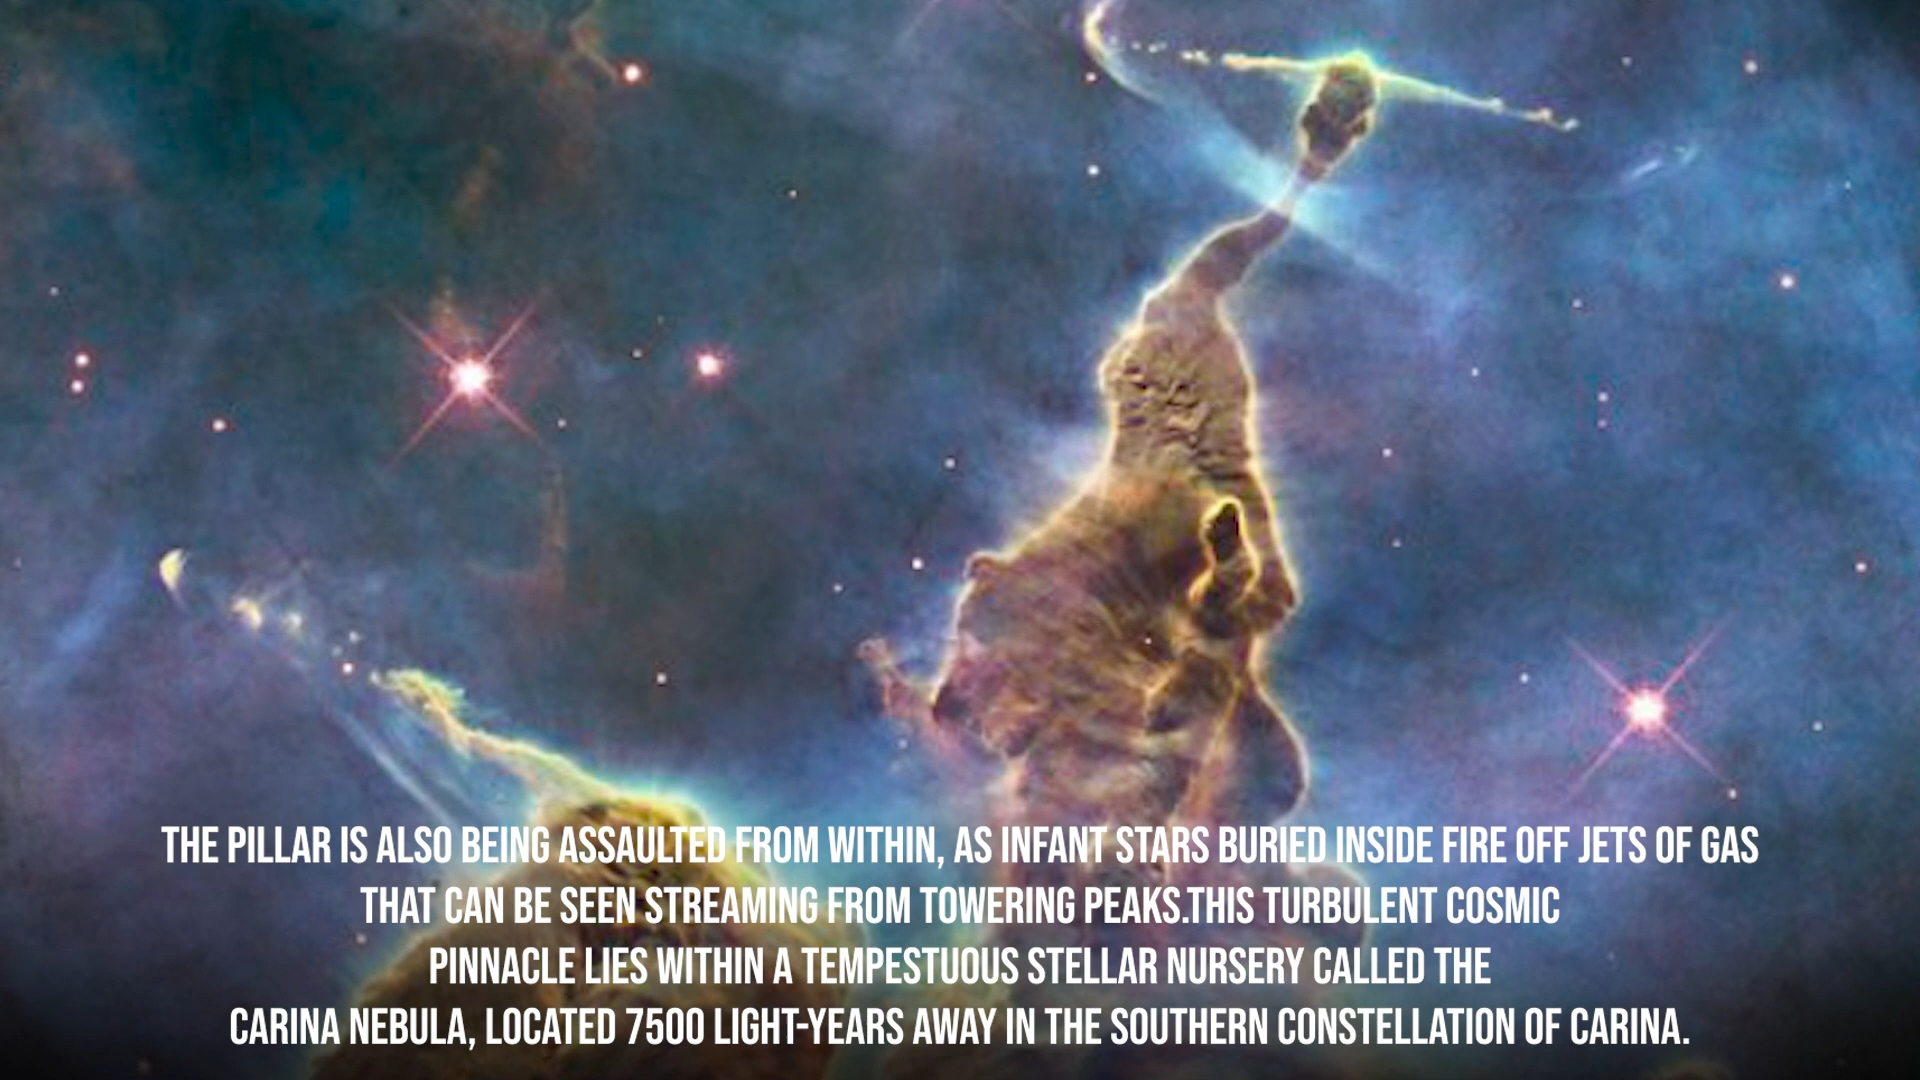 THE PILLAR IS ALSO BEING ASSAULTED FROM WITHIN, AS INFANT STARS BURIED INSIDE FIRE OFF JETS OF GAS
THAT CAN BE SEEN STREAMING FROM TOWERING PEAKS.THIS TURBULENT COSMIC
PINNACLE LIES WITHIN A TEMPESTUOUS STELLAR NURSERY CALLED THE
CARINA NEBULA, LOCATED 7500 LIGHT-YEARS AWAY IN THE SOUTHERN CONSTELLATION OF CARINA.